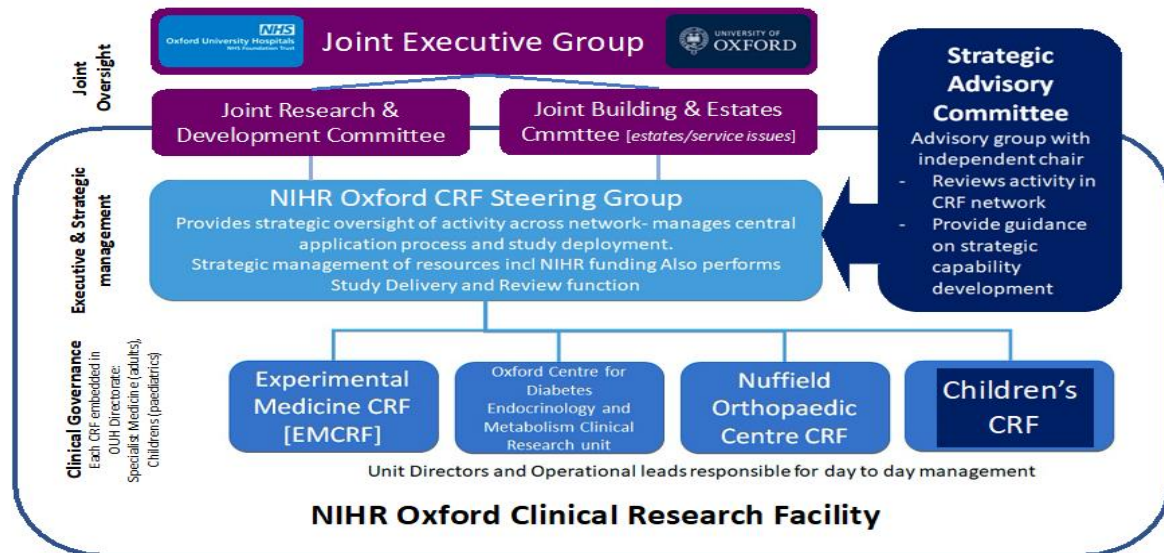 NHS
Oxford University Hospitals
NHS Foundation Trust
Joint Executive Group
UNIVERSITY OF
OXFORD
Joint
Oversight
Joint Research &
Development Committee
Joint Building & Estates
Cmmttee [estates/service issues]
Strategic
Advisory
Committee
Advisory group with
independent chair
- Reviews activity in
CRF network
- Provide guidance
on strategic
capability
development
Executive & Strategic
management
NIHR Oxford CRF Steering Group
Provides strategic oversight of activity across network- manages central
application process and study deployment.
Strategic management of resources incl NIHR funding Also performs
Study Delivery and Review function
Clinical Governance
Each CRF embedded in
OUH Directorate:
Specialist Medicine (adults),
Childrens (paediatrics)
Experimental
Medicine CRF
[EMCRF]
Oxford Centre for
Diabetes
Endocrinology and
Metabolism Clinical
Research unit
Nuffield
Orthopaedic
Centre CRF
Children's
CRF
Unit Directors and Operational leads responsible for day to day management
NIHR Oxford Clinical Research Facility